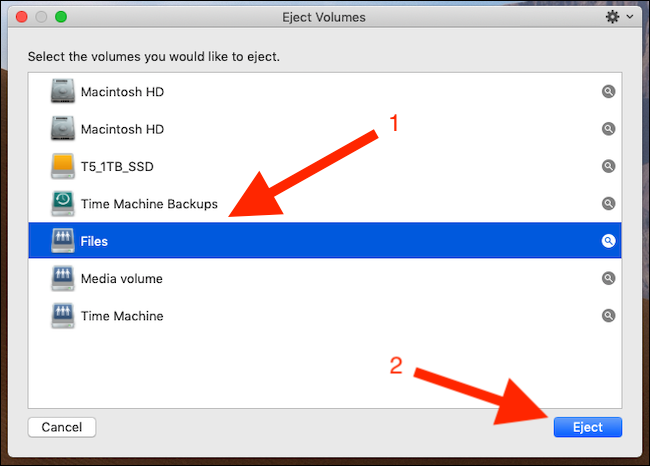 Eject Volumes
Select the volumes you would like to eject.
Macintosh HD
Macintosh HD
1
T5_1TB_SSD
Time Machine Backups
Files
Media volume
Time Machine
2
Cancel
Eject